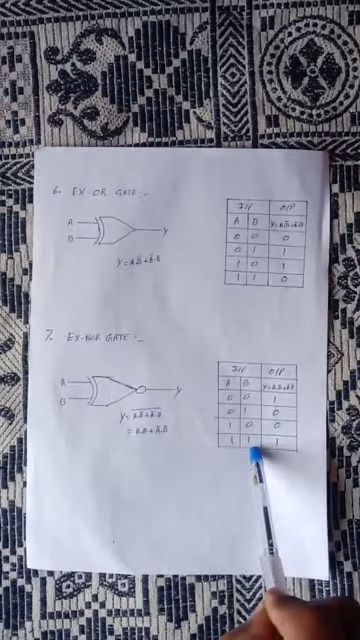 6. EX-OR GATE:-
A
B
Y
Y = A.B̅ + A̅.B
I/P O/P
A B Y=A.B̅+A̅.B
0 0 0
0 1 1
1 0 1
1 1 0
7. EX-NOR GATE:-
A
B
Y
I/P O/P
A B
0 0 1
0 1 0
1 0 0
1 1 1